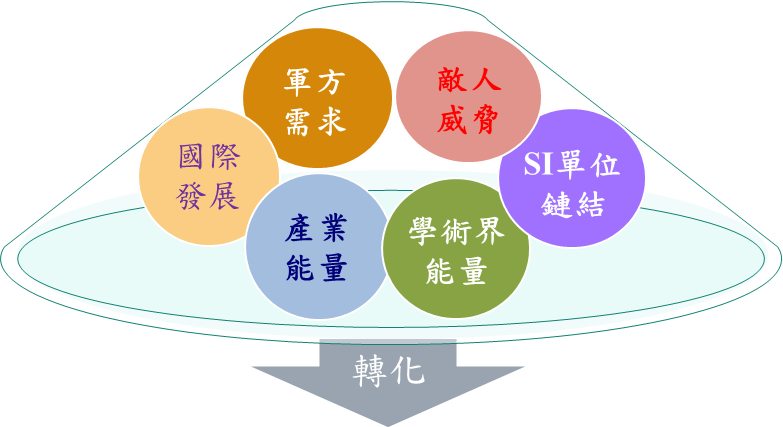 軍方
需求
敵人
威脅
國際
發展
SI單位
鏈結
產業
能量
學術界
能量
轉化